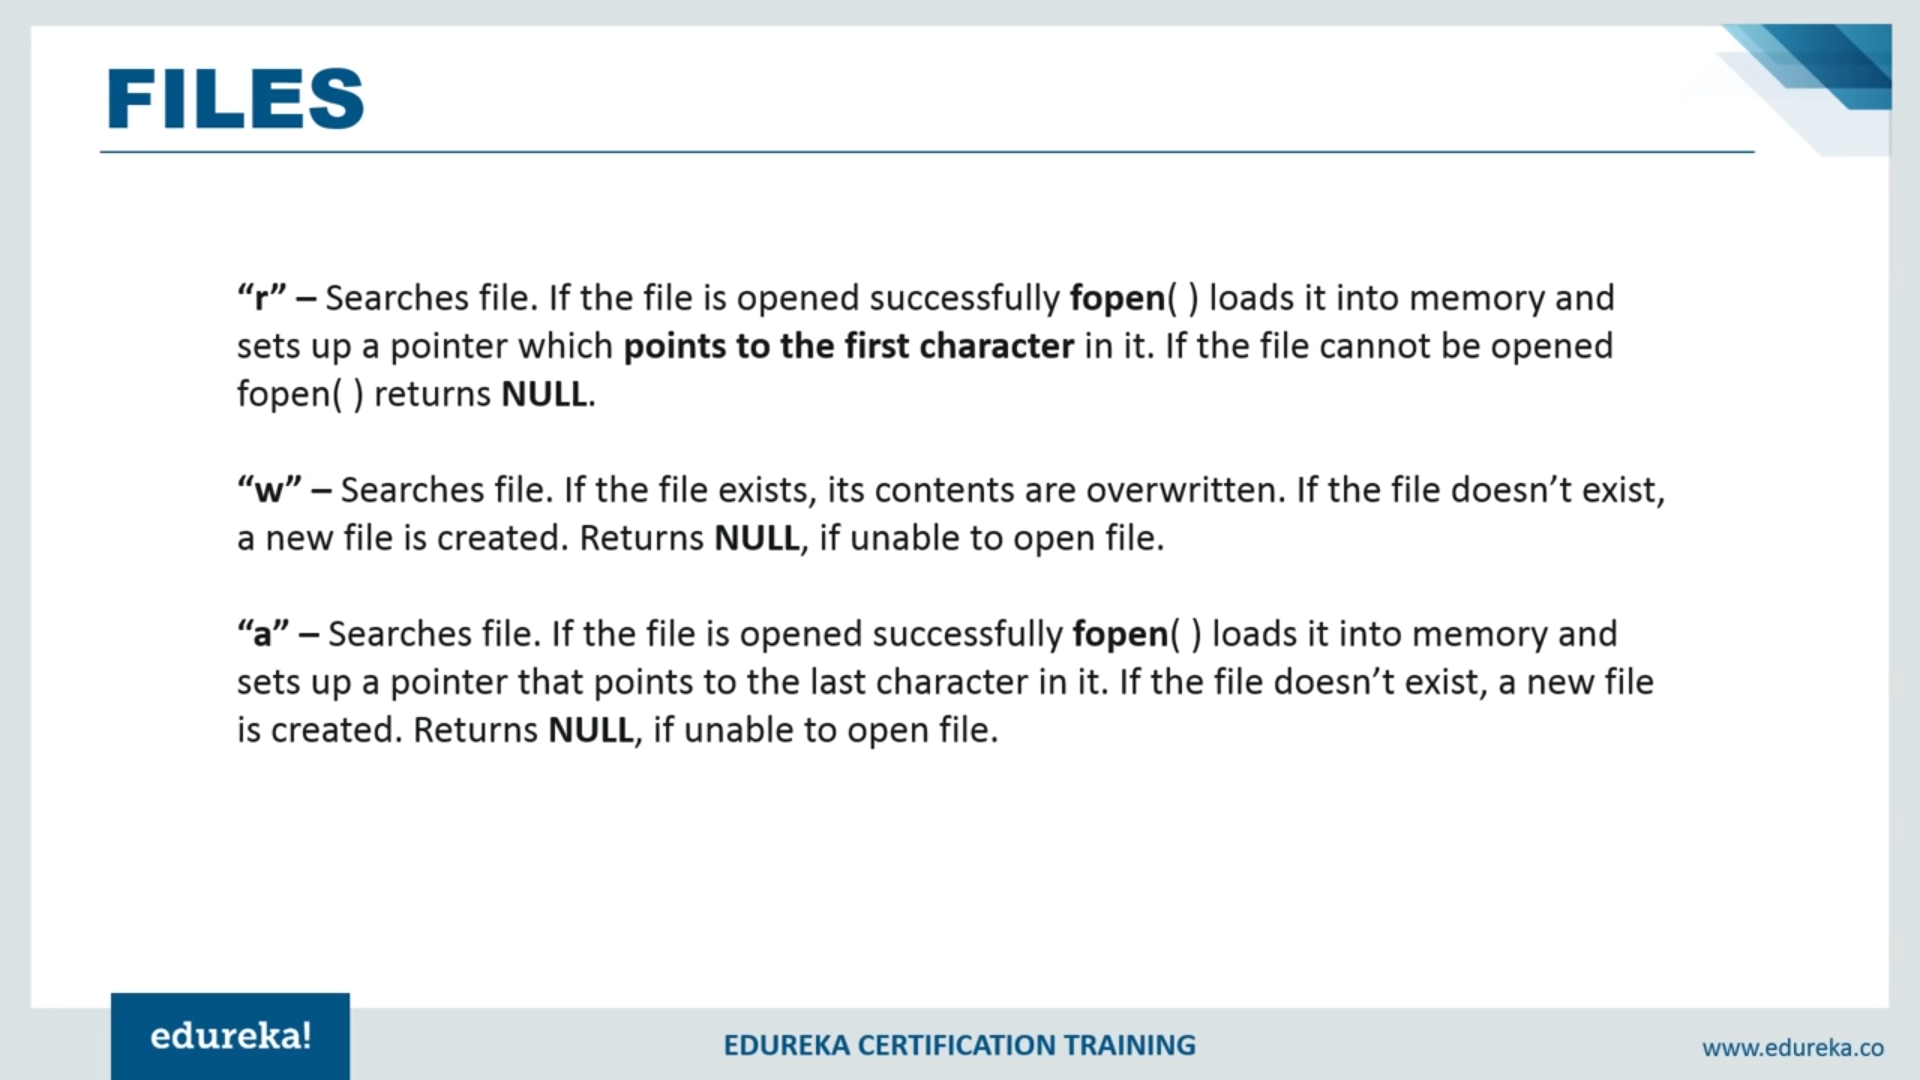 FILES
“r” – Searches file. If the file is opened successfully fopen( ) loads it into memory and
sets up a pointer which points to the first character in it. If the file cannot be opened
fopen( ) returns NULL.
“w” – Searches file. If the file exists, its contents are overwritten. If the file doesn’t exist,
a new file is created. Returns NULL, if unable to open file.
“a” – Searches file. If the file is opened successfully fopen( ) loads it into memory and
sets up a pointer that points to the last character in it. If the file doesn’t exist, a new file
is created. Returns NULL, if unable to open file.
edureka!
EDUREKA CERTIFICATION TRAINING
www.edureka.co